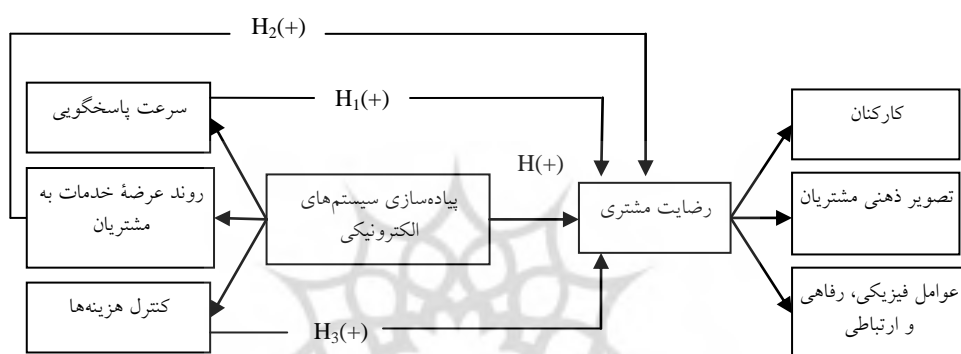 H2(+)
H1(+)
سرعت پاسخگویی
کارکنان
H(+)
روند عرضهٔ خدمات به
مشتریان
پیاده‌سازی سیستم‌های
الکترونیکی
رضایت مشتری
تصویر ذهنی مشتریان
کنترل هزینه‌ها
عوامل فیزیکی، رفاهی
و ارتباطی
H3(+)